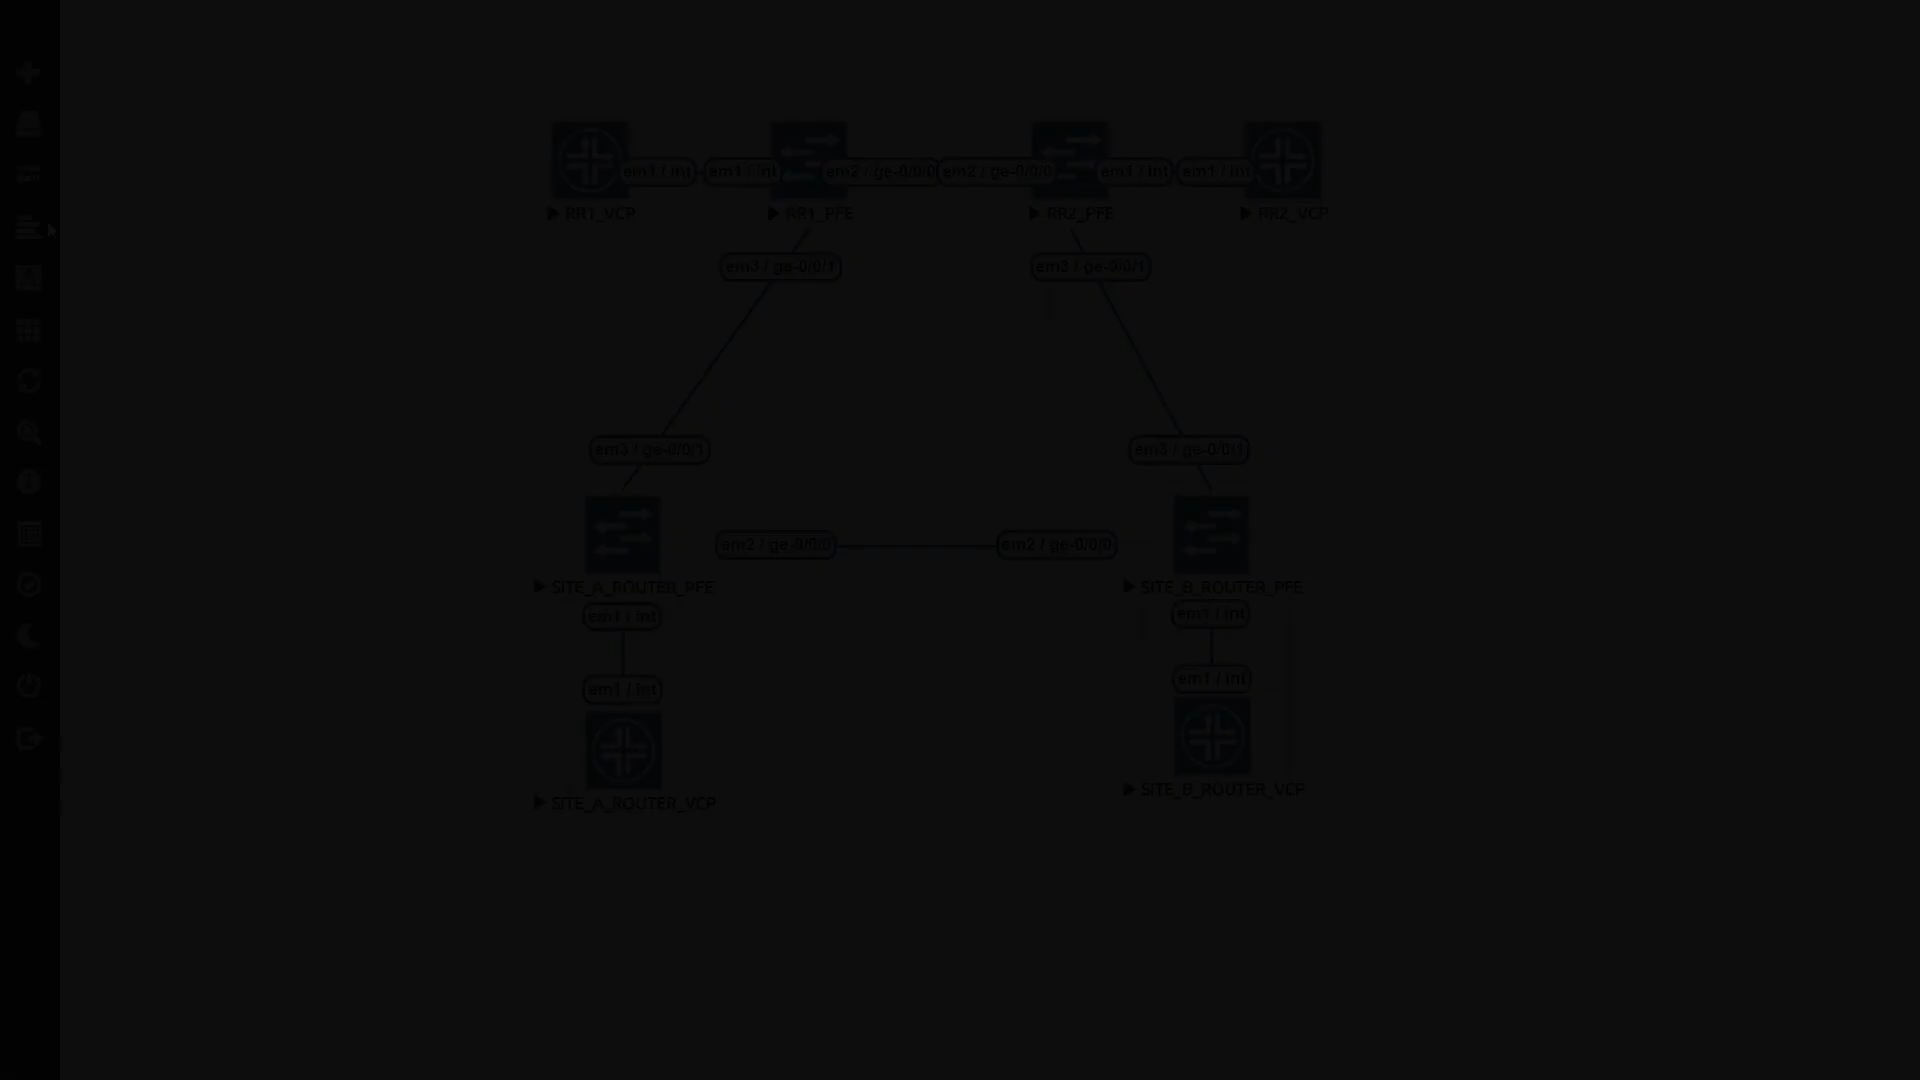 em1 / int
em1 / int
em2 / ge-0/0/0
em2 / ge-0/0/0
em1 / int
em1 / int
RR1_VCP
RR1_PFE
RR2_PFE
RR2_VCP
em3 / ge-0/0/1
em3 / ge-0/0/1
em3 / ge-0/0/1
em3 / ge-0/0/1
em2 / ge-0/0/0
em2 / ge-0/0/0
SITE_A_ROUTER_PFE
SITE_B_ROUTER_PFE
em1 / int
em1 / int
em1 / int
em1 / int
SITE_A_ROUTER_VCP
SITE_B_ROUTER_VCP